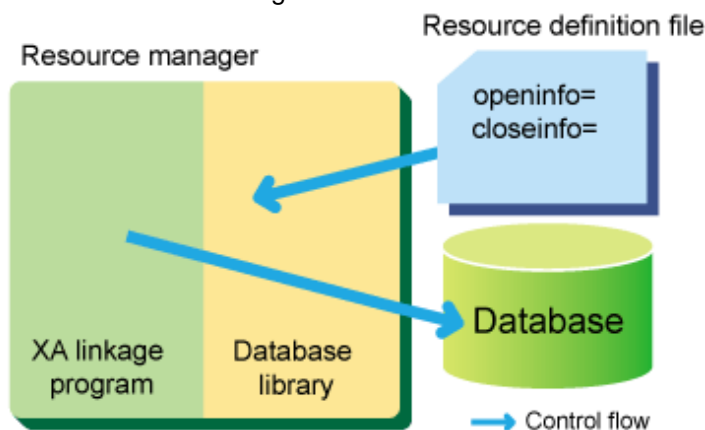 Resource definition file
Resource manager
openinfo=
closeinfo=
Database
XA linkage
program
Database
library
Control flow